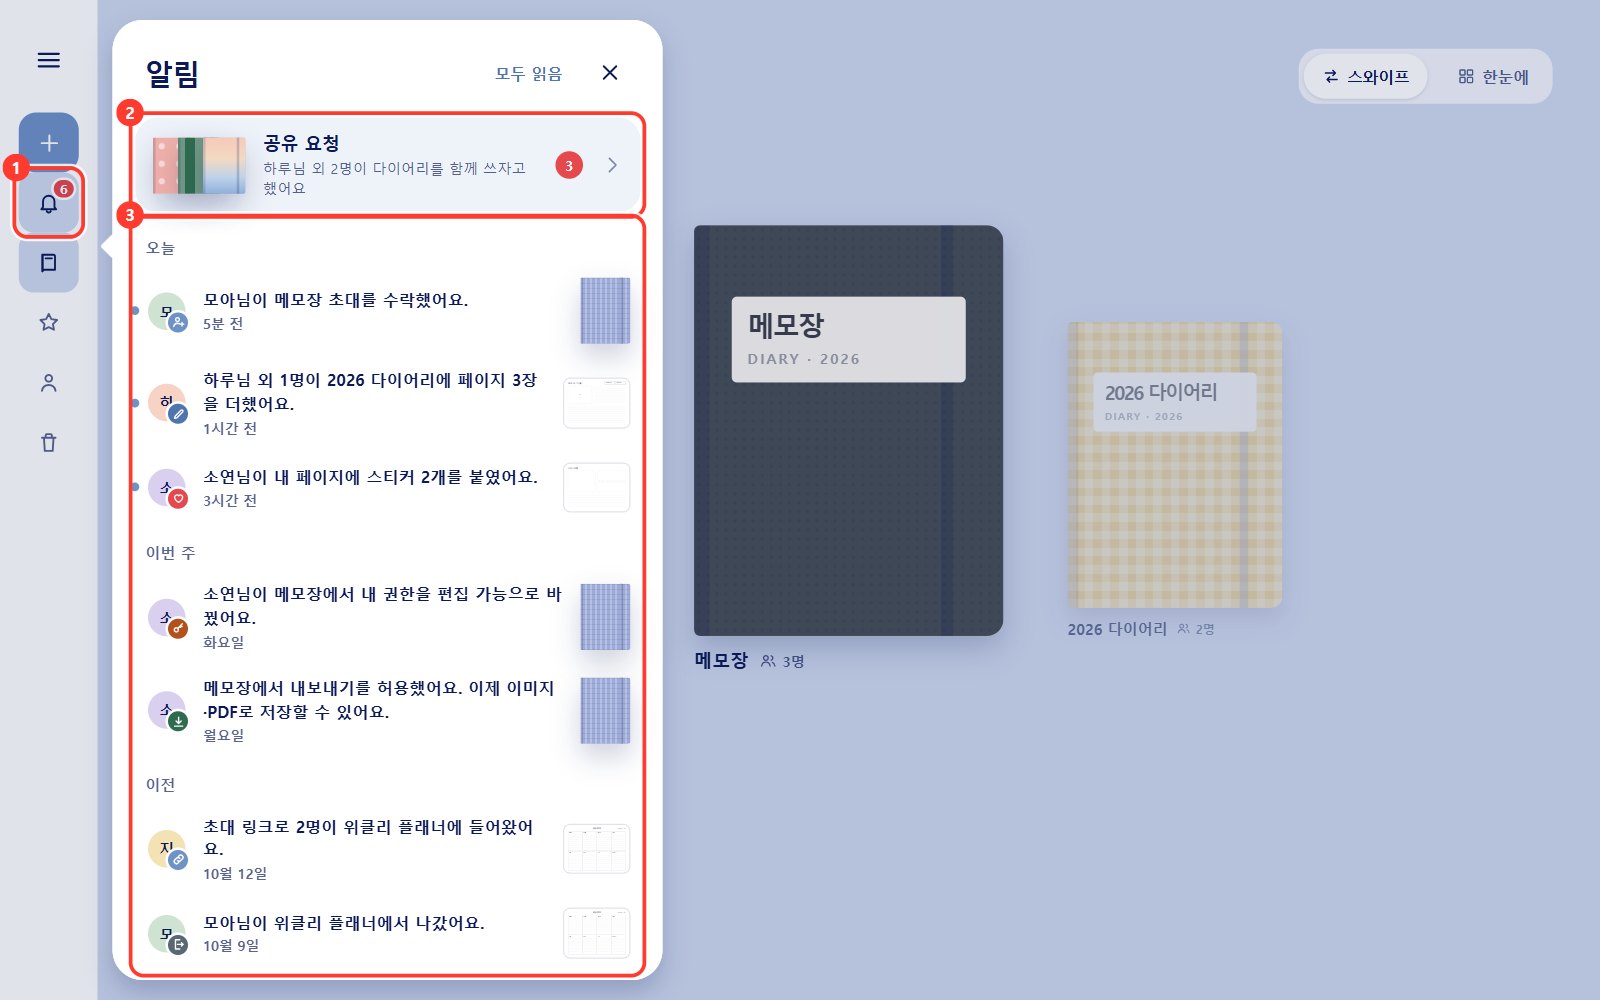 알림
모두 읽음
스와이프
한눈에
2
공유 요청
하루님 외 2명이 다이어리를 함께 쓰자고
했어요
3
1
6
3
오늘
모아님이 메모장 초대를 수락했어요.
5분 전
하루님 외 1명이 2026 다이어리에 페이지 3장
을 더했어요.
1시간 전
소연님이 내 페이지에 스티커 2개를 붙였어요.
3시간 전
이번 주
소연님이 메모장에서 내 권한을 편집 가능으로 바
꿨어요.
화요일
메모장에서 내보내기를 허용했어요. 이제 이미지
·PDF로 저장할 수 있어요.
월요일
이전
초대 링크로 2명이 위클리 플래너에 들어왔어
요.
10월 12일
모아님이 위클리 플래너에서 나갔어요.
10월 9일
메모장
DIARY · 2026
메모장
3명
2026 다이어리
DIARY · 2026
2026 다이어리
2명